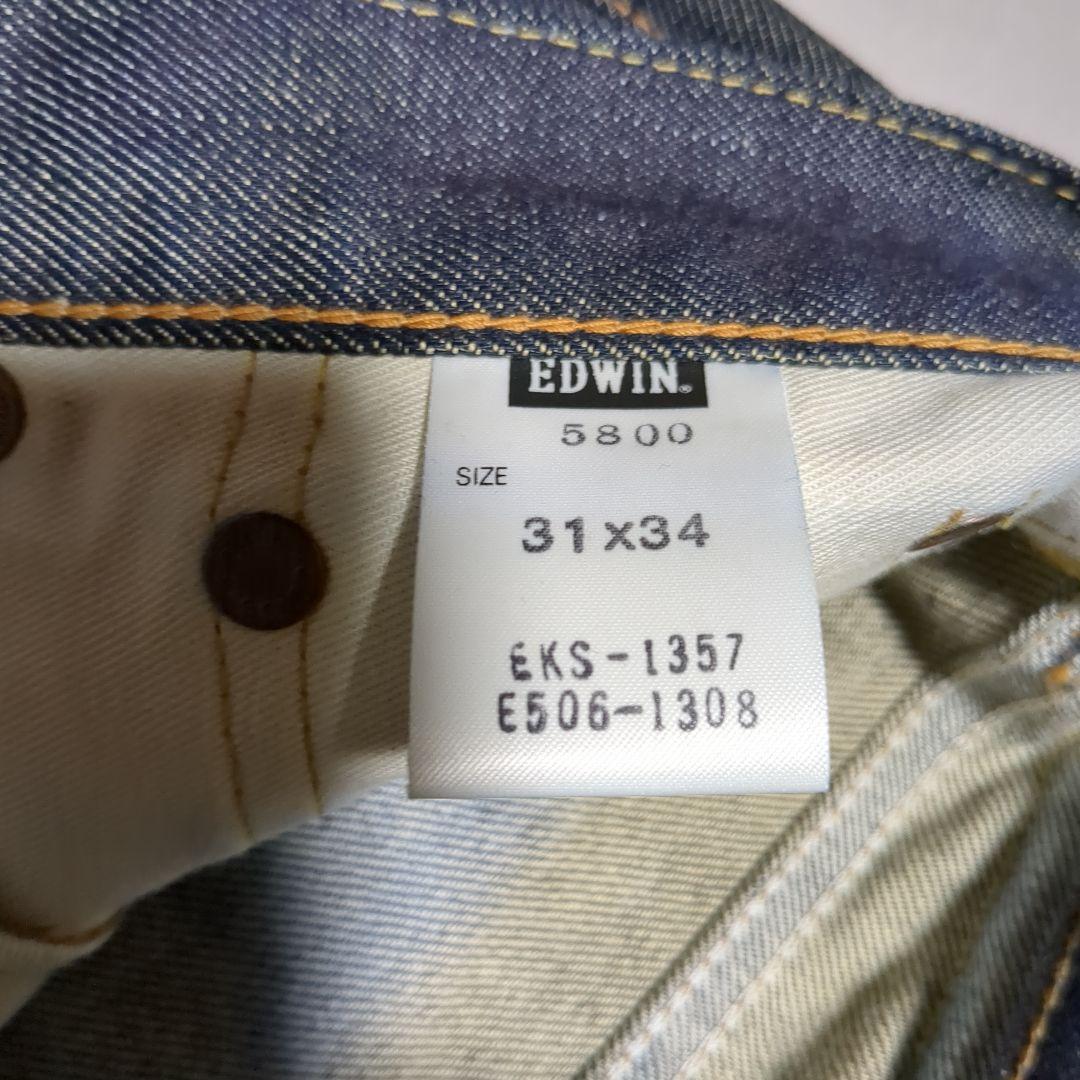 EDWIN®
5800
SIZE
31x34
EKS-1357
E506-1308